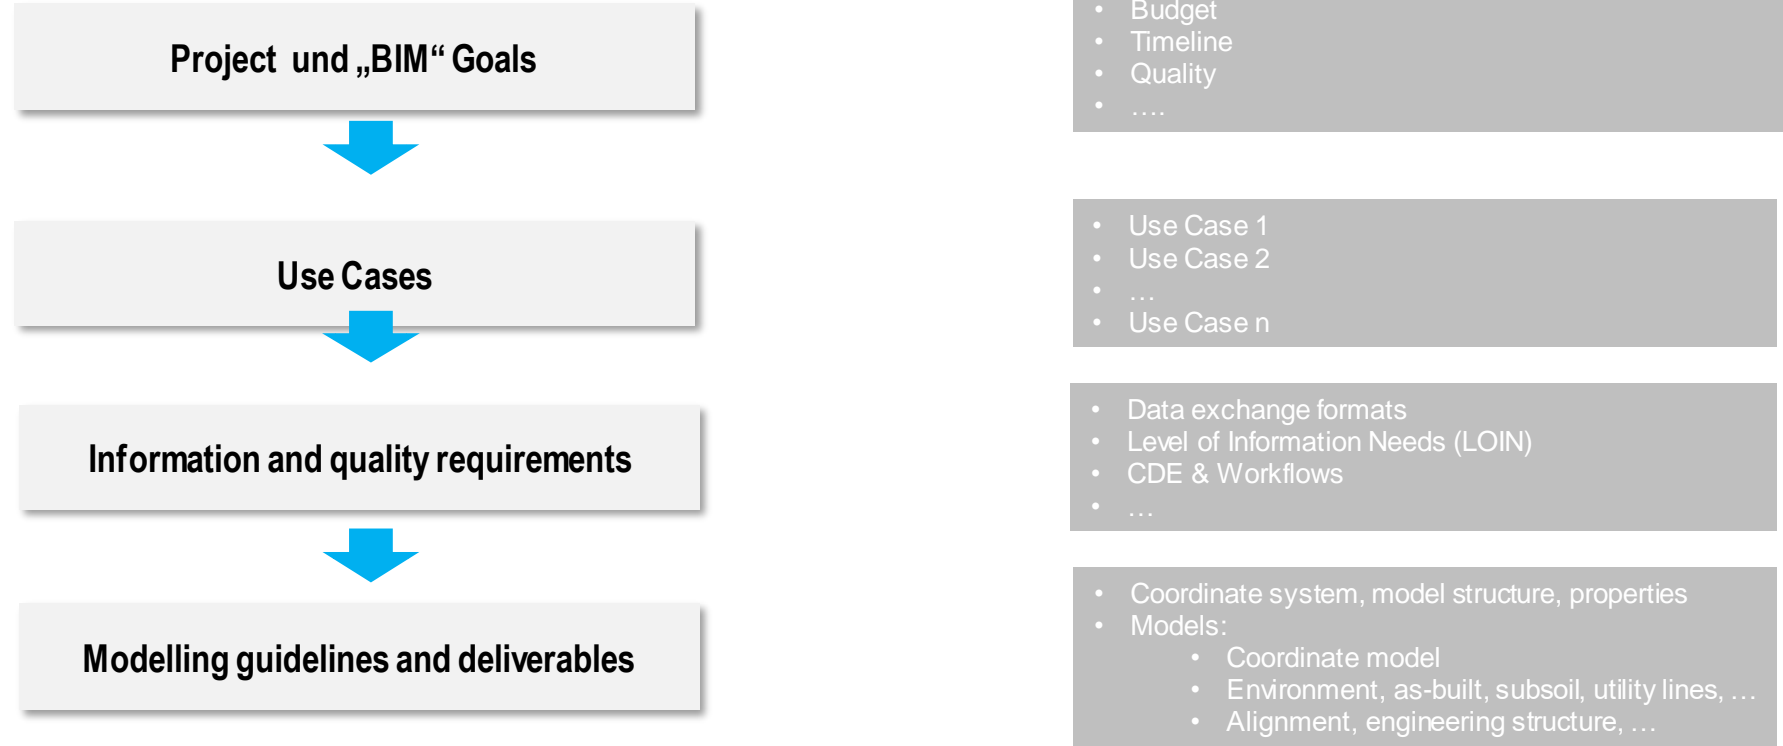 Project und „BIM“ Goals
• Budget
• Timeline
• Quality
• ….
Use Cases
• Use Case 1
• Use Case 2
• …
• Use Case n
Information and quality requirements
• Data exchange formats
• Level of Information Needs (LOIN)
• CDE & Workflows
• …
Modelling guidelines and deliverables
• Coordinate system, model structure, properties
• Models:
• Coordinate model
• Environment, as-built, subsoil, utility lines, …
• Alignment, engineering structure, …